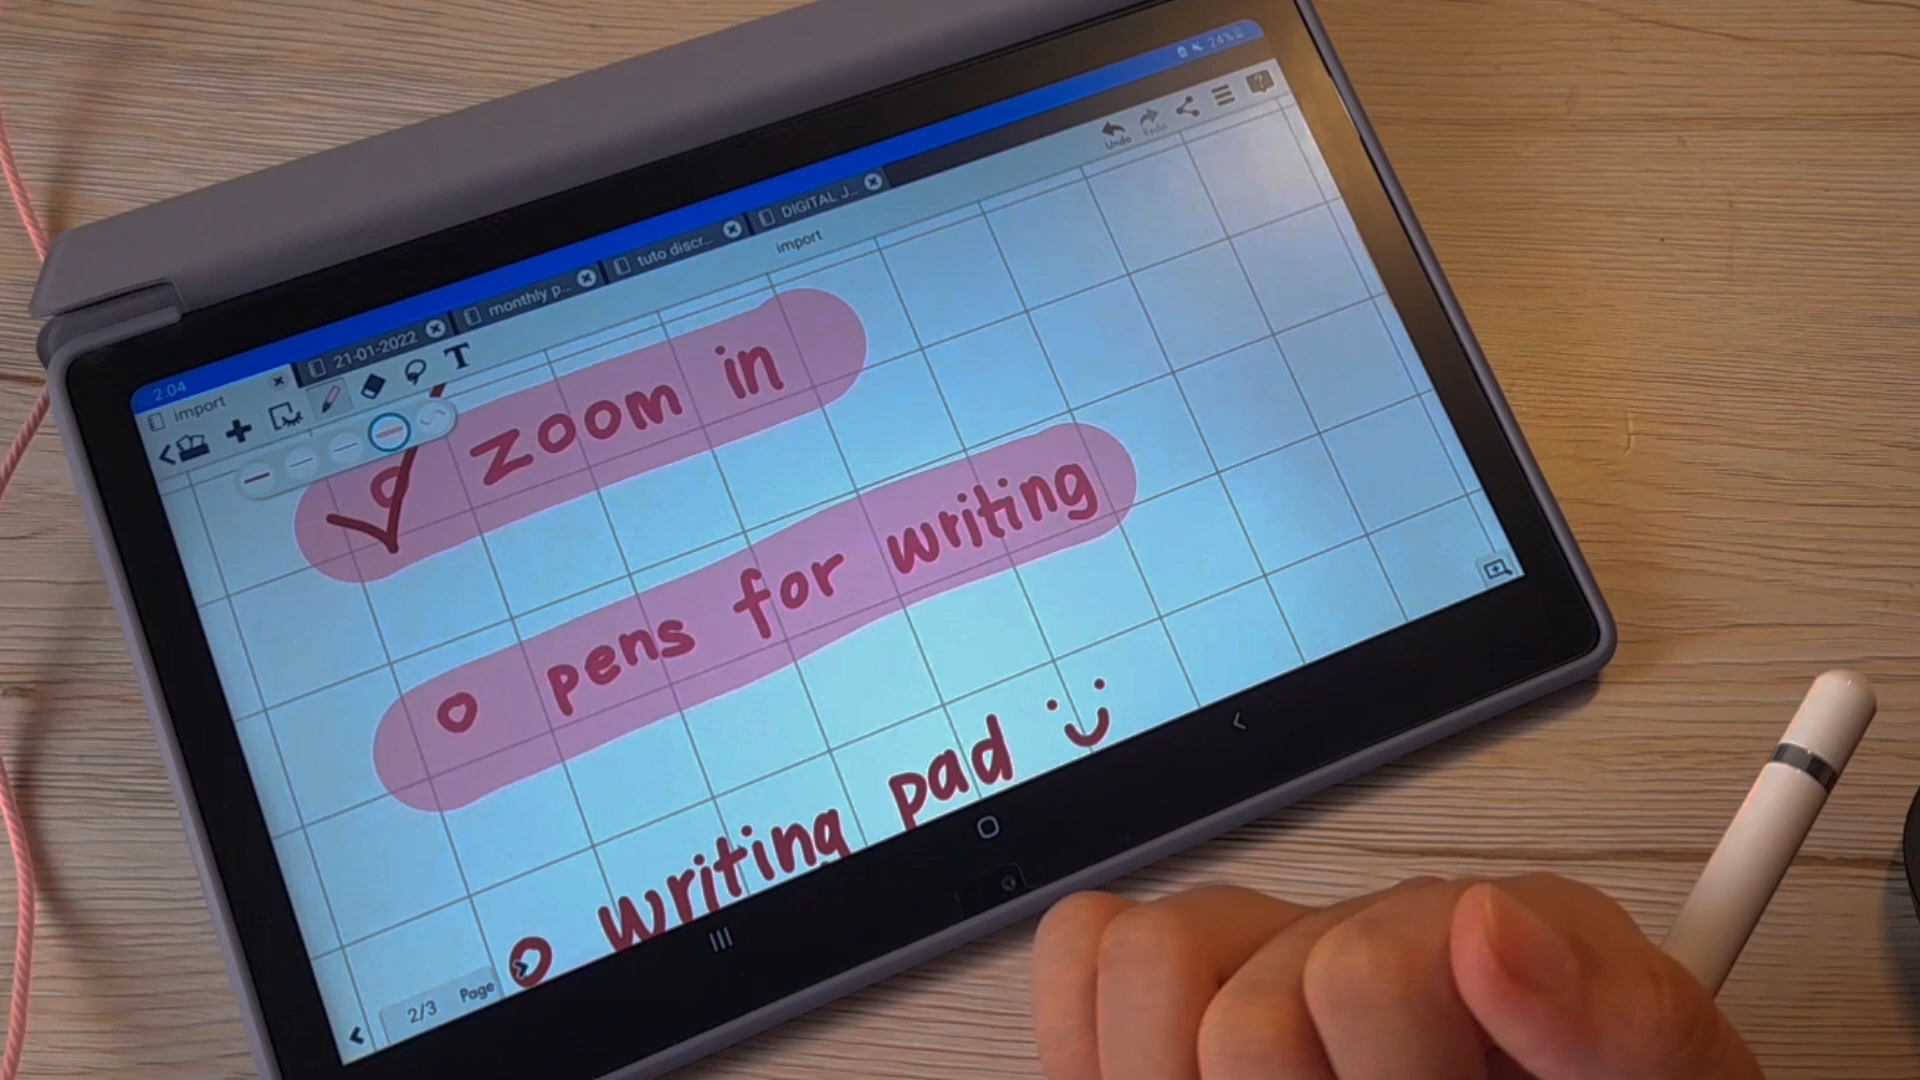 2:04 24%
import 21-01-2022 monthly p... tuto discr... DIGITAL J...
import
Undo Redo
T
zoom in
pens for writing
writing pad
2/3 Page